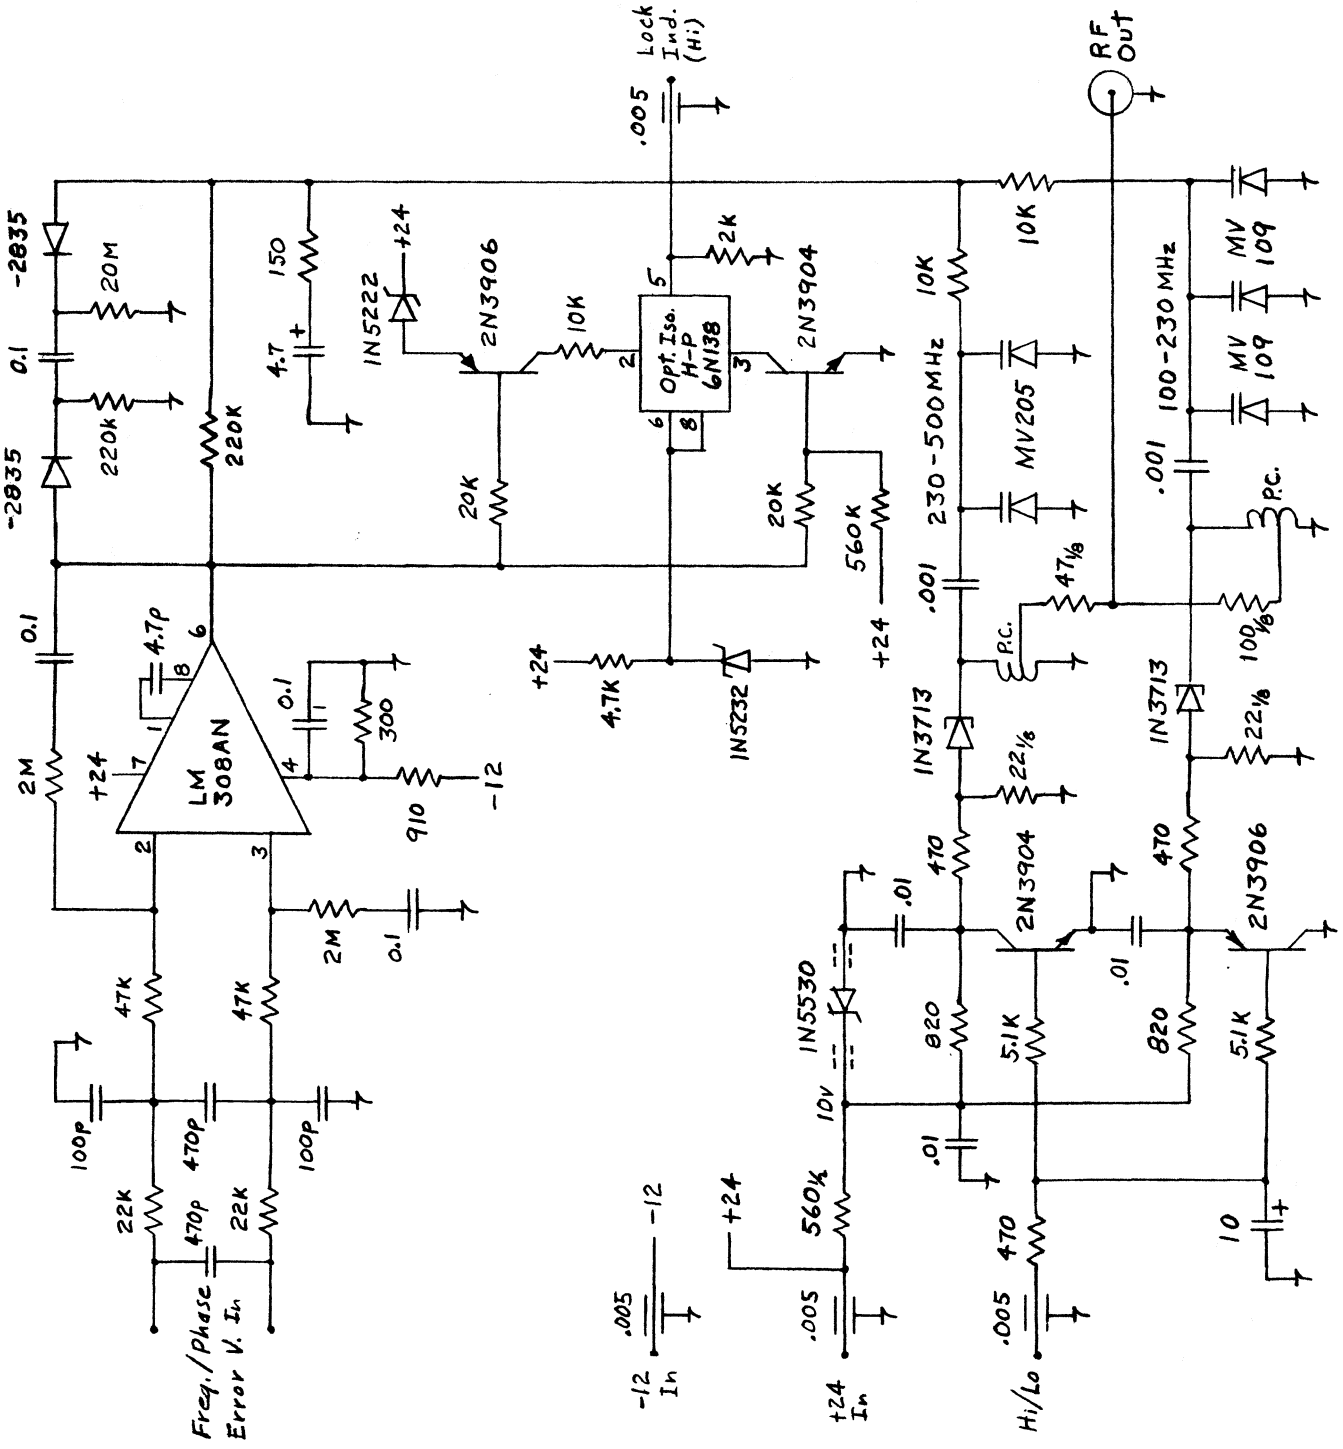 Lock
Ind.
(Hi)
RF
Out
.005
-2835
0.1
-2835
20M
220K
220K
150
4.7
+
1N5222
+24
2N3906
10K
20K
Opt. Iso.
H-P
6N138
2
3
5
6
8
2K
2N3904
20K
560K
+24
10K
10K
230-500MHz
MV205
100-230MHz
MV
109
MV
109
.001
.001
P.C.
P.C.
47 1/8
100 1/8
0.1
2M
4.7p
1
8
6
7
+24
LM
308AN
4
2
3
0.1
300
910
-12
+24
4.7K
1N5232
1N3713
22 1/8
1N3713
22 1/8
470
470
2N3904
2N3906
.01
.01
1N5530
10V
820
5.1K
820
5.1K
.01
2M
0.1
47K
47K
100p
470p
100p
22K
470p
22K
Freq./Phase
Error V. In
-12
In
.005
-12
+24
In
.005
+24
560½
Hi/Lo
.005
470
10
+